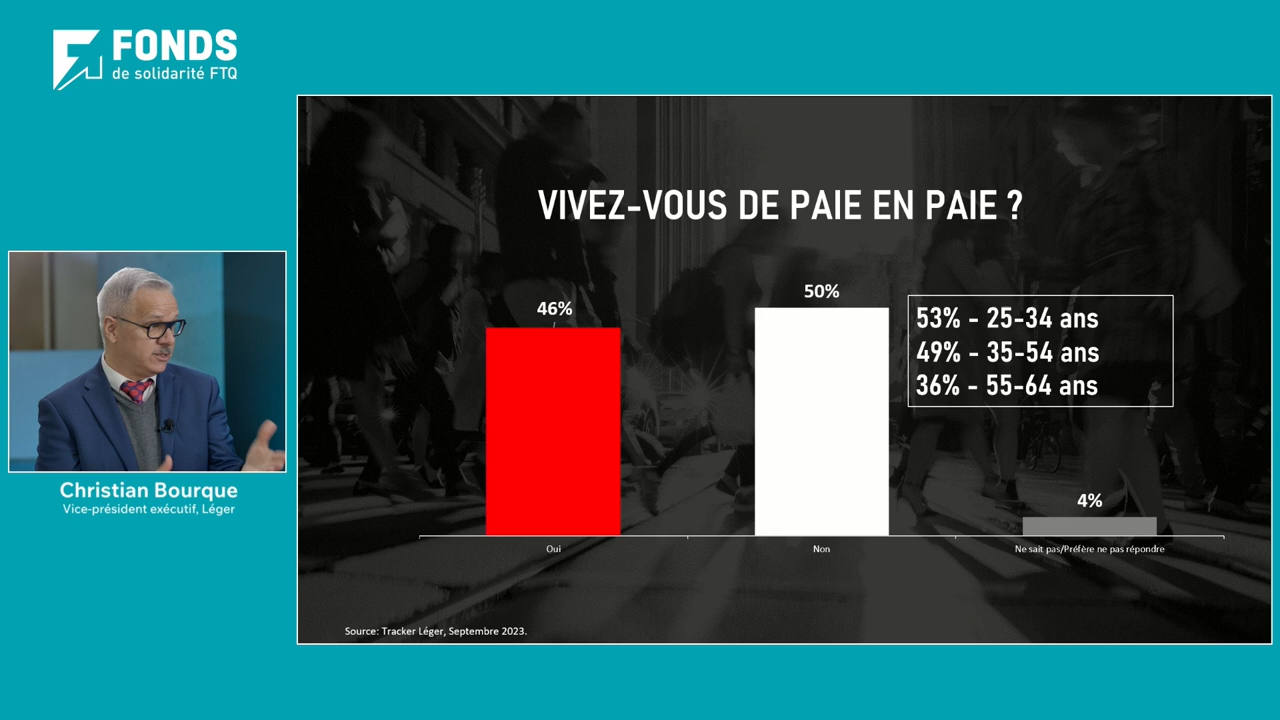 FONDS
de solidarité FTQ
VIVEZ-VOUS DE PAIE EN PAIE ?
46%
50%
53% - 25-34 ans
49% - 35-54 ans
36% - 55-64 ans
4%
Oui
Non
Ne sait pas/Préfère ne pas répondre
Source: Tracker Léger, Septembre 2023.
Christian Bourque
Vice-président exécutif, Léger